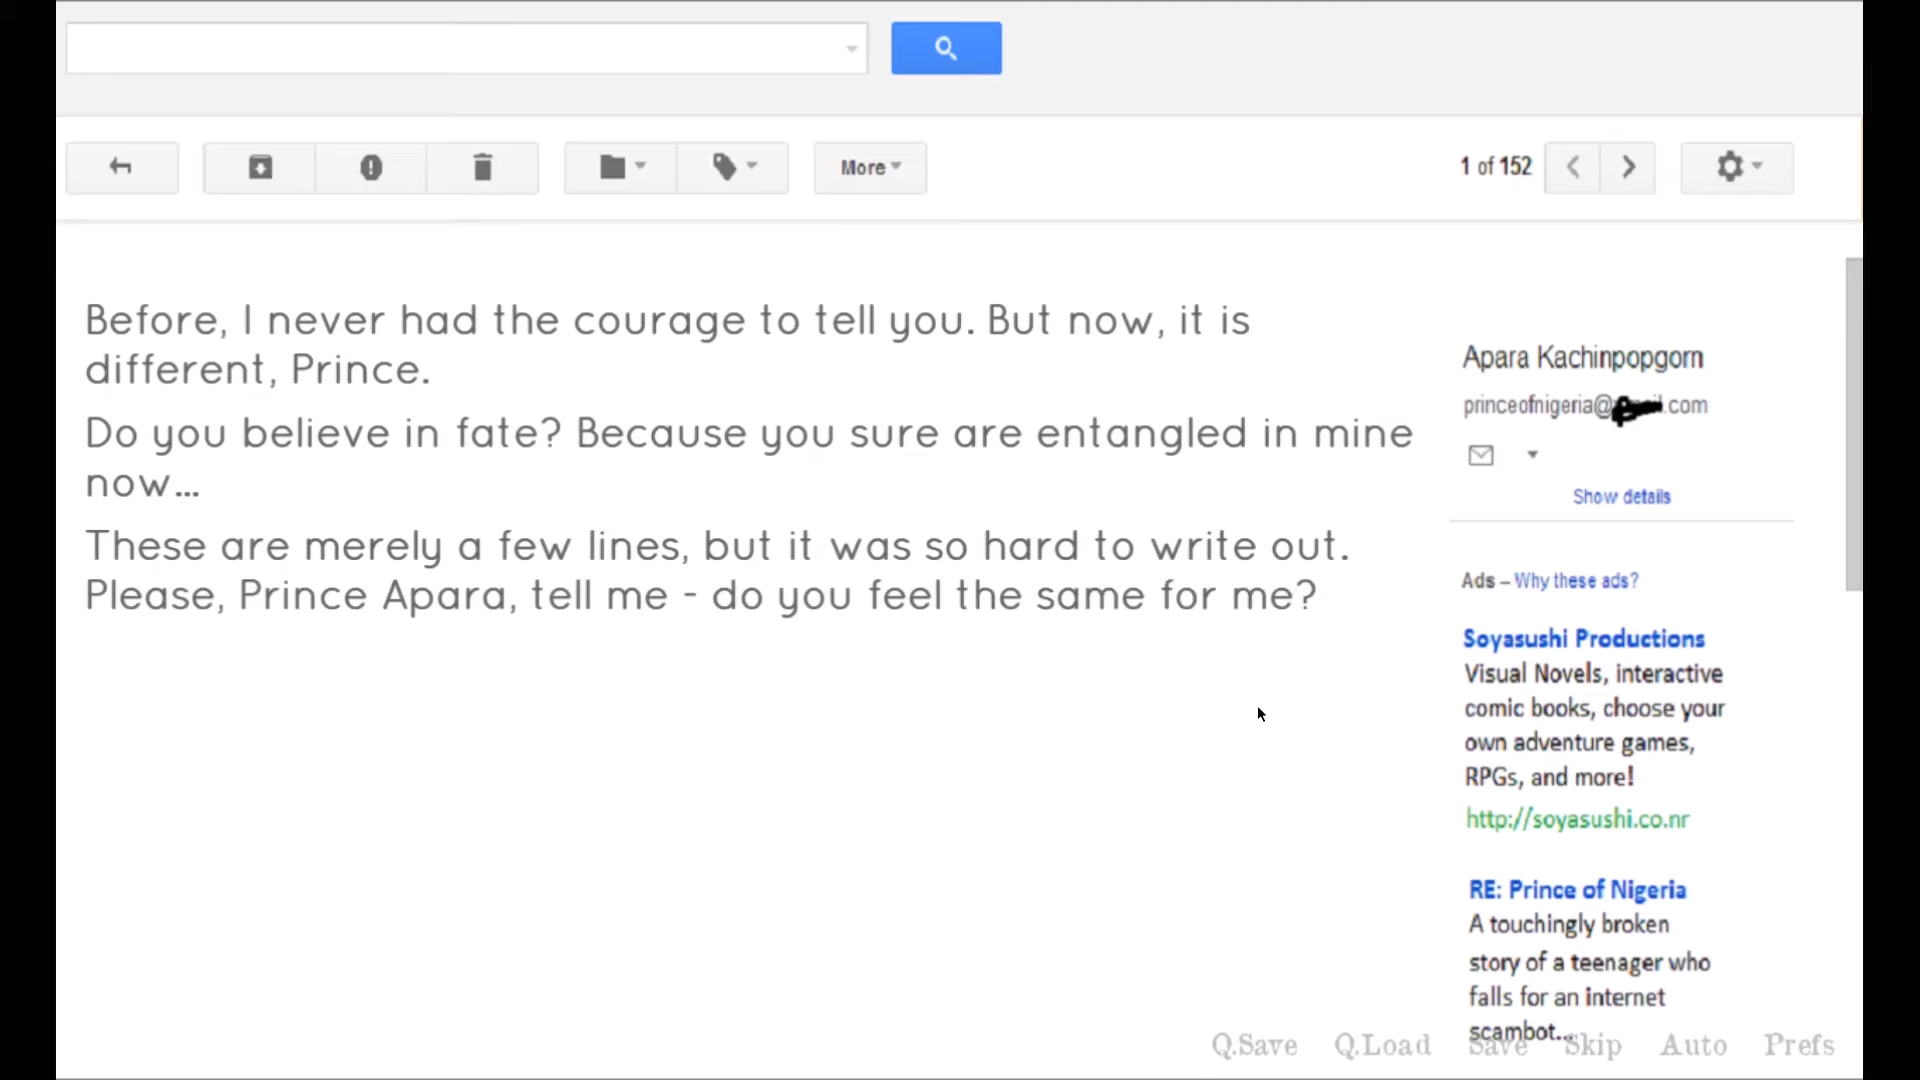 More
1 of 152
Before, I never had the courage to tell you. But now, it is
different, Prince.
Do you believe in fate? Because you sure are entangled in mine
now...
These are merely a few lines, but it was so hard to write out.
Please, Prince Apara, tell me - do you feel the same for me?
Apara Kachinpopgorn
princeofnigeria@ .com
Show details
Ads – Why these ads?
Soyasushi Productions
Visual Novels, interactive
comic books, choose your
own adventure games,
RPGs, and more!
http://soyasushi.co.nr
RE: Prince of Nigeria
A touchingly broken
story of a teenager who
falls for an internet
scambot...
Q.Save Q.Load Save Skip Auto Prefs